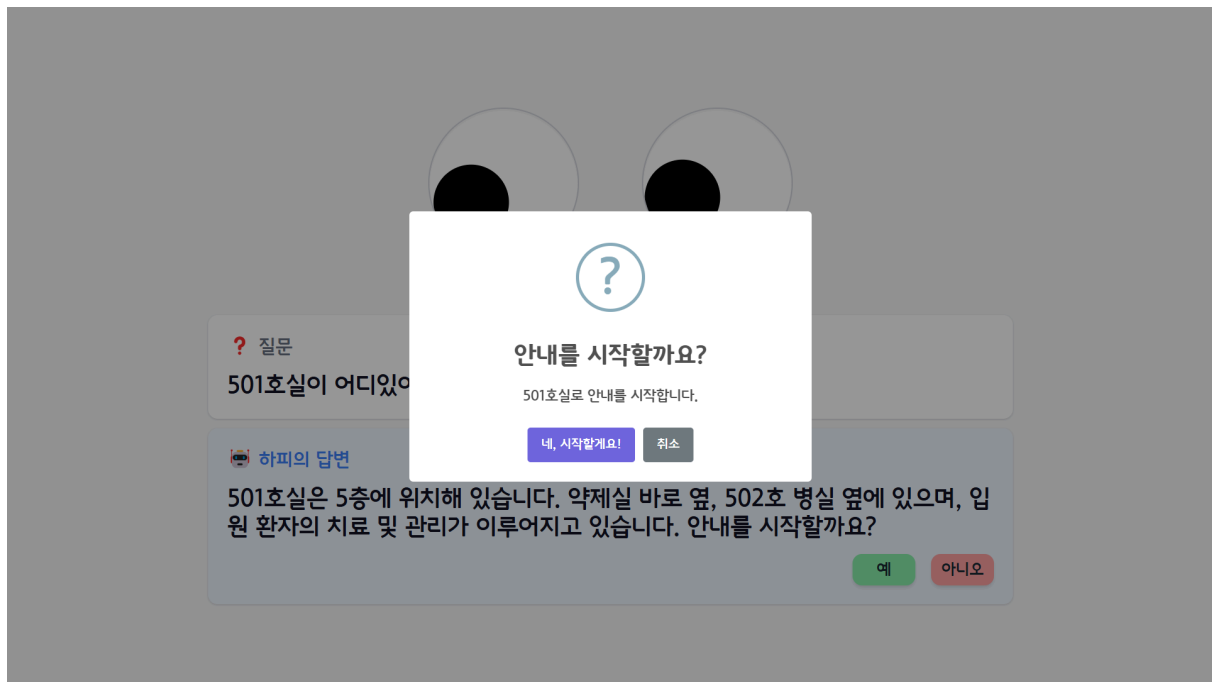 ?
안내를 시작할까요?
501호실로 안내를 시작합니다.
네, 시작할게요!
취소
❓ 질문
501호실이
하피의 답변
501호실은 5층에 위치해 있습니다. 약제실 바로 옆, 502호 병실 옆에 있으며, 입
원 환자의 치료 및 관리가 이루어지고 있습니다. 안내를 시작할까요?
예
아니오